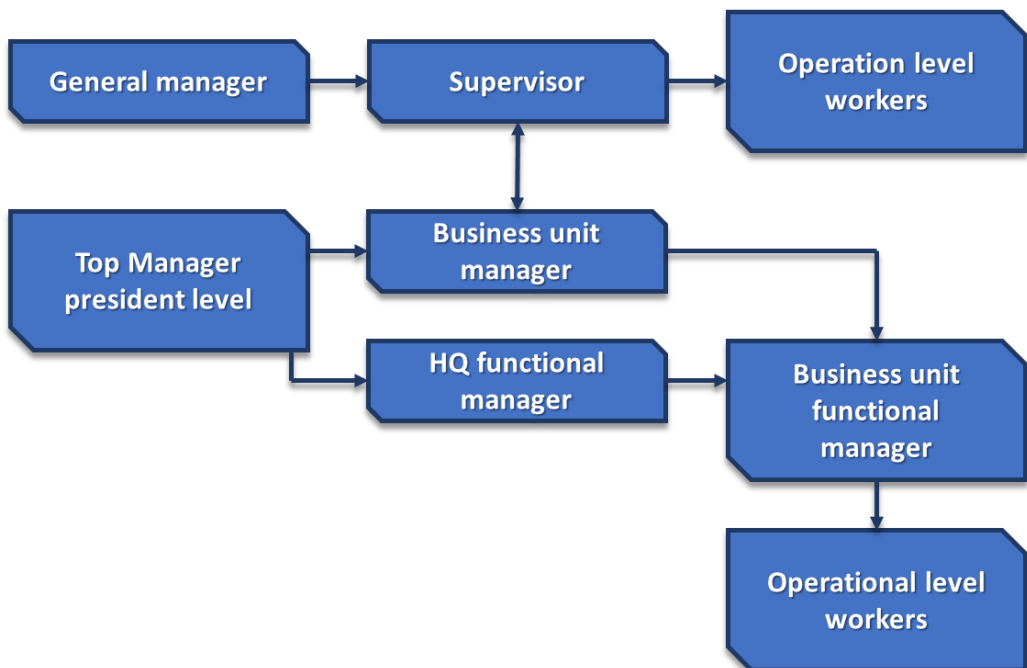 General manager
Supervisor
Operation level
workers
Top Manager
president level
Business unit
manager
HQ functional
manager
Business unit
functional
manager
Operational level
workers